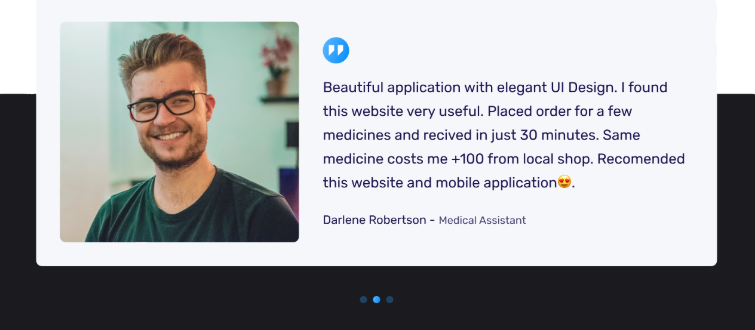 Beautiful application with elegant UI Design. I found
this website very useful. Placed order for a few
medicines and recived in just 30 minutes. Same
medicine costs me +100 from local shop. Recomended
this website and mobile application😍.
Darlene Robertson - Medical Assistant